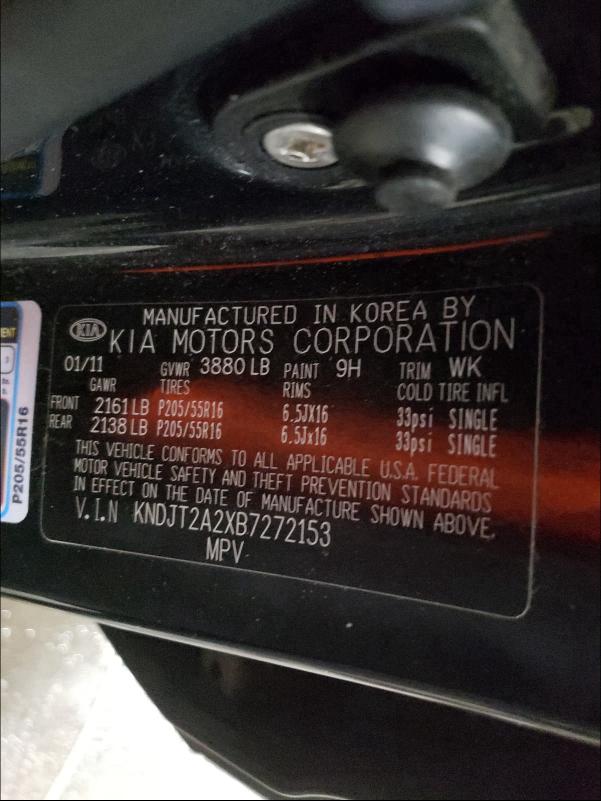 MANUFACTURED IN KOREA BY
KIA KIA MOTORS CORPORATION
01/11 GVWR 3880 LB PAINT 9H TRIM WK
GAWR TIRES RIMS COLD TIRE INFL
FRONT 2161 LB P205/55R16 6.5JX16 33psi SINGLE
REAR 2138 LB P205/55R16 6.5Jx16 33psi SINGLE
THIS VEHICLE CONFORMS TO ALL APPLICABLE U.S.A. FEDERAL
MOTOR VEHICLE SAFETY AND THEFT PREVENTION STANDARDS
IN EFFECT ON THE DATE OF MANUFACTURE SHOWN ABOVE.
V.I.N KNDJT2A2XB7272153
MPV
P205/55R16